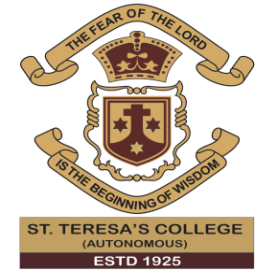 THE FEAR OF THE LORD
IS THE BEGINNING OF WISDOM
ST. TERESA'S COLLEGE
(AUTONOMOUS)
ESTD 1925